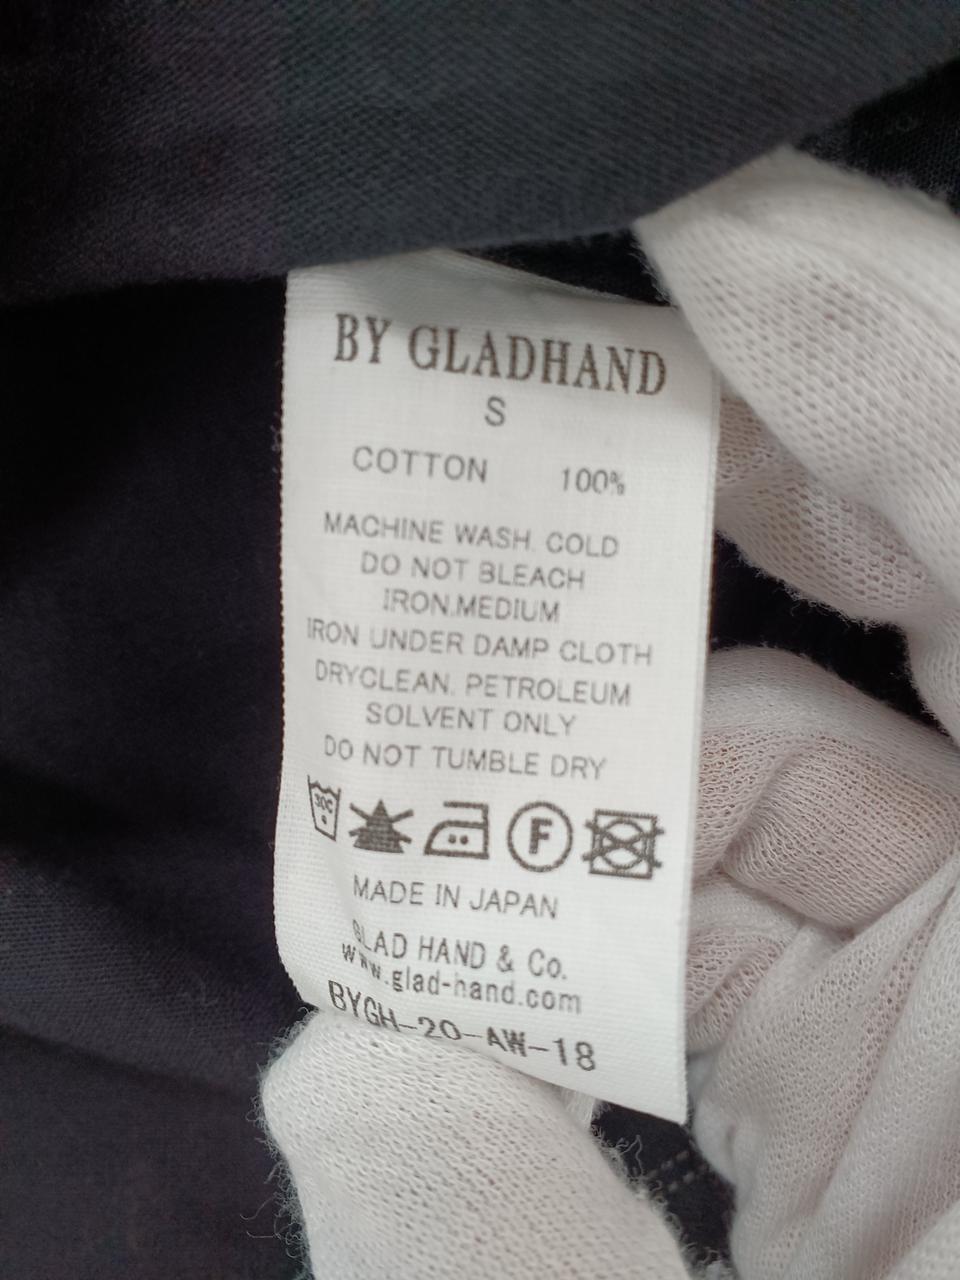 BY GLADHAND
S
COTTON 100%
MACHINE WASH. COLD
DO NOT BLEACH
IRON.MEDIUM
IRON UNDER DAMP CLOTH
DRYCLEAN. PETROLEUM
SOLVENT ONLY
DO NOT TUMBLE DRY
30C F
MADE IN JAPAN
GLAD HAND & Co.
www.glad-hand.com
BYGH-20-AW-18